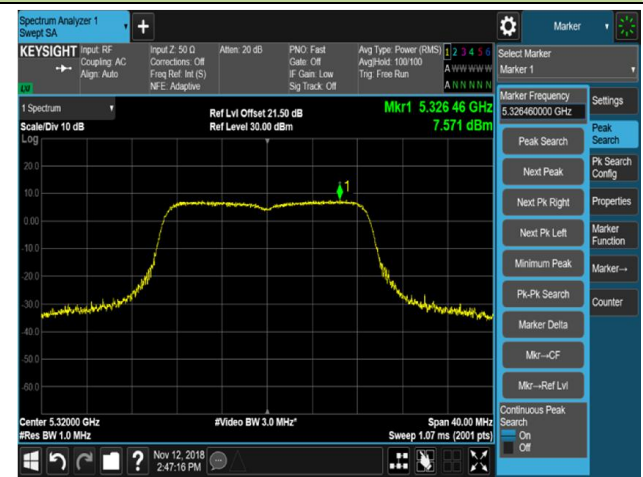 Spectrum Analyzer 1
Swept SA
Marker
KEYSIGHT
Input: RF
Coupling: AC
Align: Auto
Input Z: 50 Ω
Corrections: Off
Freq Ref: Int (S)
NFE: Adaptive
Atten: 20 dB
PNO: Fast
Gate: Off
IF Gain: Low
Sig Track: Off
Avg Type: Power (RMS)
Avg|Hold: 100/100
Trig: Free Run
1 2 3 4 5 6
A W W W W W
A N N N N N
Select Marker
Marker 1
1 Spectrum
Scale/Div 10 dB
Log
Ref Lvl Offset 21.50 dB
Ref Level 30.00 dBm
Mkr1 5.326 46 GHz
7.571 dBm
20.0
10.0
0.00
-10.0
-20.0
-30.0
-40.0
-50.0
-60.0
1
Center 5.32000 GHz
#Res BW 1.0 MHz
#Video BW 3.0 MHz*
Span 40.00 MHz
Sweep 1.07 ms (2001 pts)
Marker Frequency
5.326460000 GHz
Peak Search
Next Peak
Next Pk Right
Next Pk Left
Minimum Peak
Pk-Pk Search
Marker Delta
Mkr→CF
Mkr→Ref Lvl
Continuous Peak
Search
On
Off
Settings
Peak
Search
Pk Search
Config
Properties
Marker
Function
Marker→
Counter
Nov 12, 2018
2:47:16 PM